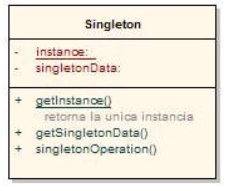 Singleton
- instance:
- singletonData:
+ getInstance()
retorna la unica instancia
+ getSingletonData()
+ singletonOperation()